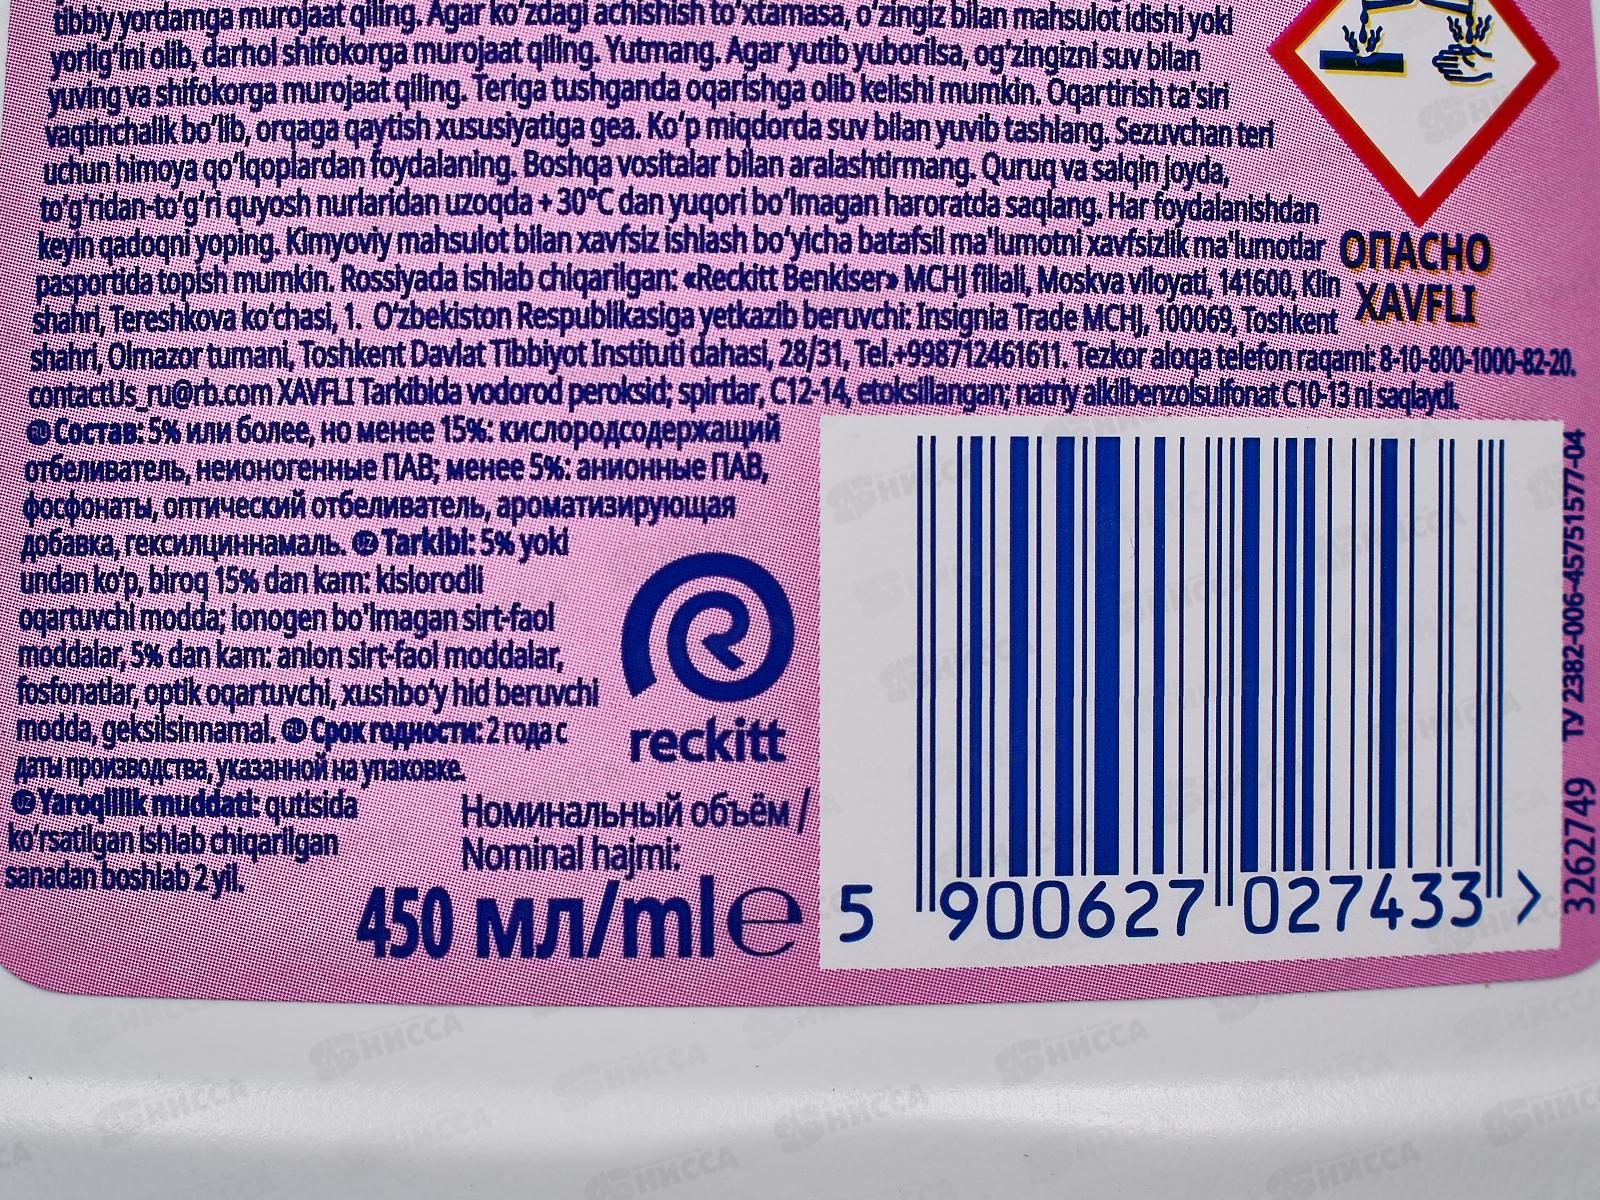 tibbiy yordamga murojaat qiling. Agar ko'zdagi achishish to'xtamasa, o'zingiz bilan mahsulot idishi yoki
yorlig'ini olib, darhol shifokorga murojaat qiling. Yutmang. Agar yutib yuborilsa, og'zingizni suv bilan
yuving va shifokorga murojaat qiling. Teriga tushganda oqarishga olib kelishi mumkin. Oqartirish ta'siri
vaqtinchalik bo'lib, orqaga qaytish xususiyatiga gea. Ko'p miqdorda suv bilan yuvib tashlang. Sezuvchan teri
uchun himoya qo'lqoplardan foydalaning. Boshqa vositalar bilan aralashtirmang. Quruq va salqin joyda,
to'g'ridan-to'g'ri quyosh nurlaridan uzoqda + 30°C dan yuqori bo'lmagan haroratda saqlang. Har foydalanishdan
keyin qadoqni yoping. Kimyoviy mahsulot bilan xavfsiz ishlash bo'yicha batafsil ma'lumotni xavfsizlik ma'lumotlar
pasportida topish mumkin. Rossiyada ishlab chiqarilgan: «Reckitt Benkiser» MCHJ filiali, Moskva viloyati, 141600, Klin
shahri, Tereshkova ko'chasi, 1. O'zbekiston Respublikasiga yetkazib beruvchi: Insignia Trade MCHJ, 100069, Toshkent
shahri, Olmazor tumani, Toshkent Davlat Tibbiyot Instituti dahasi, 28/31, Tel.+998712461611. Tezkor aloqa telefon raqami: 8-10-800-1000-82-20.
contactUs_ru@rb.com XAVFLI Tarkibida vodorod peroksid; spirtlar, C12-14, etoksillangan; natriy alkilbenzolsulfonat C10-13 ni saqlaydi.
ОПАСНО
XAVFLI
RU Состав: 5% или более, но менее 15%: кислородсодержащий
отбеливатель, неионогенные ПАВ; менее 5%: анионные ПАВ,
фосфонаты, оптический отбеливатель, ароматизирующая
добавка, гексилциннамаль. UZ Tarkibi: 5% yoki
undan ko'p, biroq 15% dan kam: kislorodli
oqartuvchi modda; ionogen bo'lmagan sirt-faol
moddalar, 5% dan kam: anion sirt-faol moddalar,
fosfonatlar, optik oqartuvchi, xushbo'y hid beruvchi
modda, geksilsinnamal. RU Срок годности: 2 года с
даты производства, указанной на упаковке.
UZ Yaroqlilik muddati: qutisida
ko'rsatilgan ishlab chiqarilgan
sanadan boshlab 2 yil.
reckitt
Номинальный объём /
Nominal hajmi:
450 мл/ml℮
5 900627 027433 >
ТУ 2382-006-45751577-04
32627749